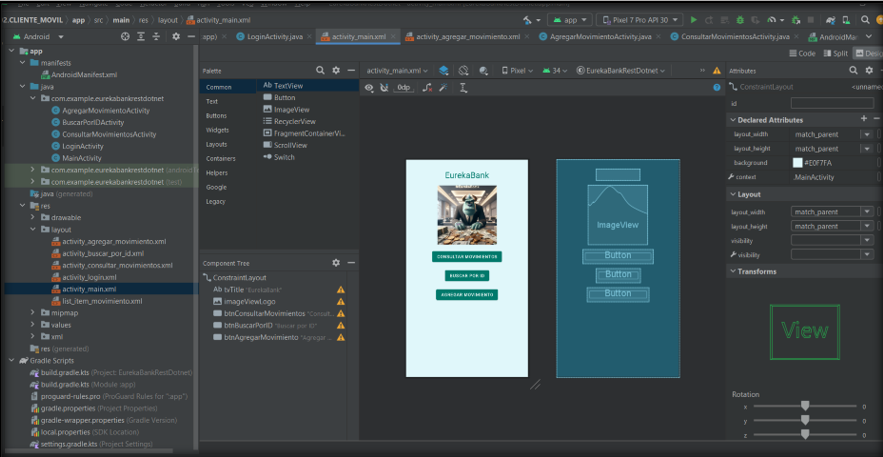 02.CLIENTE_MOVIL app src main res layout activity_main.xml
app Pixel 7 Pro API 30
Android
app) LoginActivity.java activity_main.xml activity_agregar_movimiento.xml AgregarMovimientoActivity.java ConsultarMovimientosActivity.java AndroidMani
Code Split Design
app
manifests
AndroidManifest.xml
java
com.example.eurekabankrestdotnet
AgregarMovimientoActivity
BuscarPorIDActivity
ConsultarMovimientosActivity
LoginActivity
MainActivity
com.example.eurekabankrestdotnet (android
com.example.eurekabankrestdotnet (test)
java (generated)
res
drawable
layout
activity_agregar_movimiento.xml
activity_buscar_por_id.xml
activity_consultar_movimientos.xml
activity_login.xml
activity_main.xml
list_item_movimiento.xml
mipmap
values
xml
res (generated)
Gradle Scripts
build.gradle.kts (Project: EurekaBankRestDotnet)
build.gradle.kts (Module :app)
proguard-rules.pro (ProGuard Rules for ":app")
gradle.properties (Project Properties)
gradle-wrapper.properties (Gradle Version)
local.properties (SDK Location)
settings.gradle.kts (Project Settings)
Palette
Common
Text
Buttons
Widgets
Layouts
Containers
Helpers
Google
Legacy
Ab TextView
Button
ImageView
RecyclerView
FragmentContainerVi...
ScrollView
Switch
Component Tree
ConstraintLayout
Ab tvTitle "EurekaBank"
imageViewLogo
btnConsultarMovimientos "Consult...
btnBuscarPorID "Buscar por ID"
btnAgregarMovimiento "Agregar ...
activity_main.xml Pixel 34 EurekaBankRestDotnet
0dp
EurekaBank
CONSULTAR MOVIMIENTOS
BUSCAR POR ID
AGREGAR MOVIMIENTO
ImageView
Button
Button
Button
Attributes
ConstraintLayout <unnamed
id
Declared Attributes
layout_width match_parent
layout_height match_parent
background #E0F7FA
context .MainActivity
Layout
layout_width match_parent
layout_height match_parent
visibility
visibility
Transforms
View
Rotation
x 0
y 0
z 0